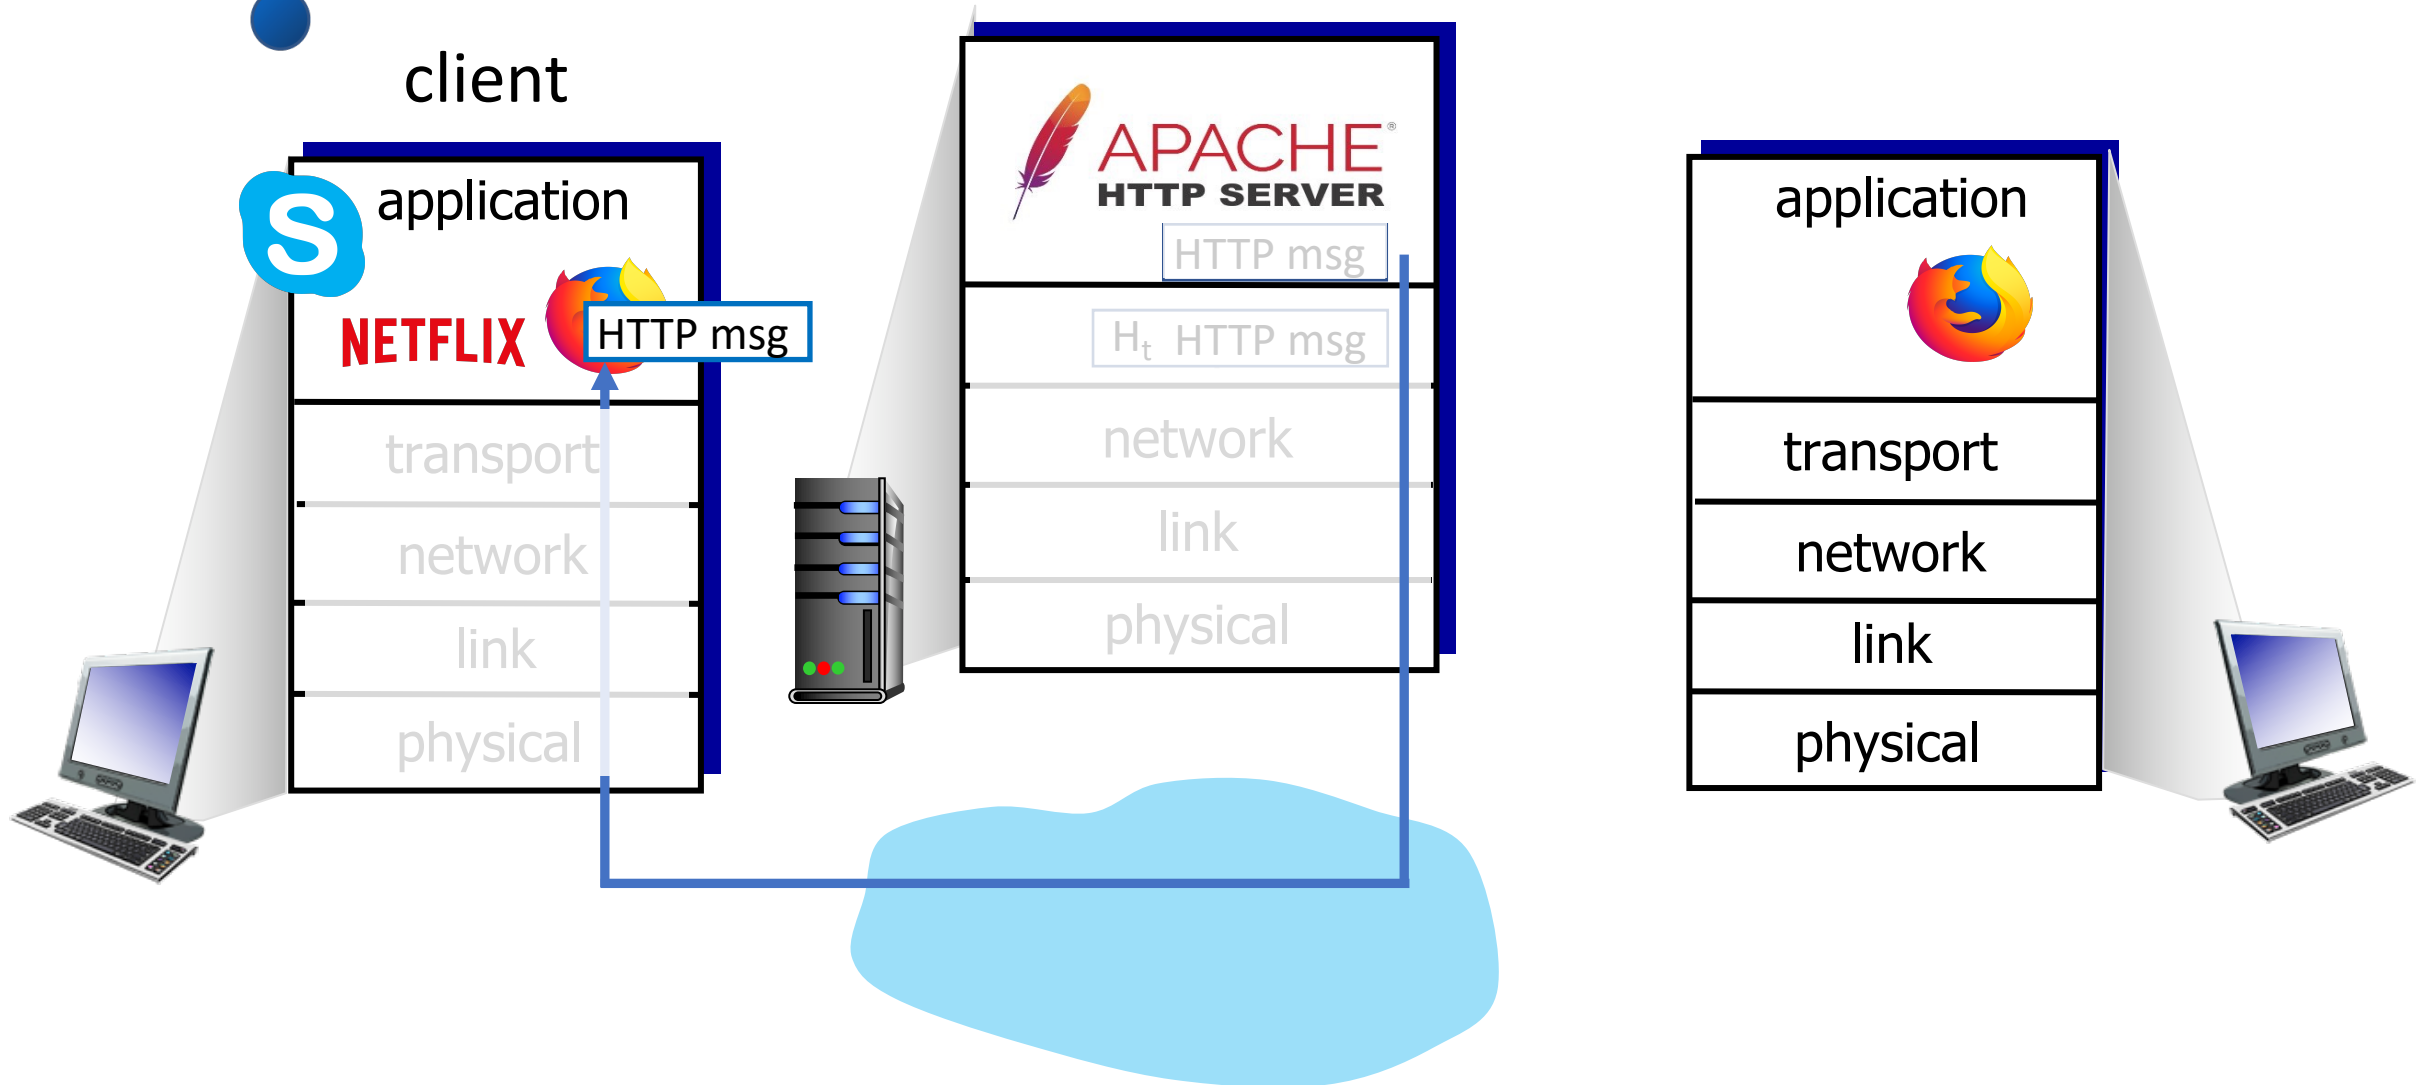 client
application
S
NETFLIX
HTTP msg
transport
network
link
physical
APACHE®
HTTP SERVER
HTTP msg
Ht HTTP msg
network
link
physical
application
transport
network
link
physical